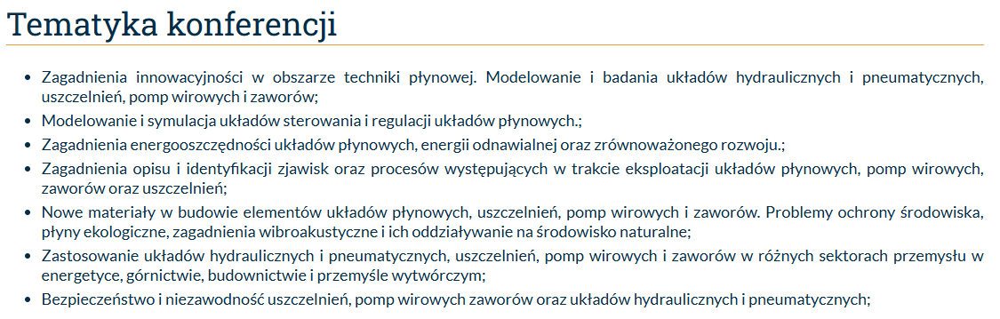 Tematyka konferencji
• Zagadnienia innowacyjności w obszarze techniki płynowej. Modelowanie i badania układów hydraulicznych i pneumatycznych,
uszczelnień, pomp wirowych i zaworów;
• Modelowanie i symulacja układów sterowania i regulacji układów płynowych.;
• Zagadnienia energooszczędności układów płynowych, energii odnawialnej oraz zrównoważonego rozwoju.;
• Zagadnienia opisu i identyfikacji zjawisk oraz procesów występujących w trakcie eksploatacji układów płynowych, pomp wirowych,
zaworów oraz uszczelnień;
• Nowe materiały w budowie elementów układów płynowych, uszczelnień, pomp wirowych i zaworów. Problemy ochrony środowiska,
płyny ekologiczne, zagadnienia wibroakustyczne i ich oddziaływanie na środowisko naturalne;
• Zastosowanie układów hydraulicznych i pneumatycznych, uszczelnień, pomp wirowych i zaworów w różnych sektorach przemysłu w
energetyce, górnictwie, budownictwie i przemyśle wytwórczym;
• Bezpieczeństwo i niezawodność uszczelnień, pomp wirowych zaworów oraz układów hydraulicznych i pneumatycznych;